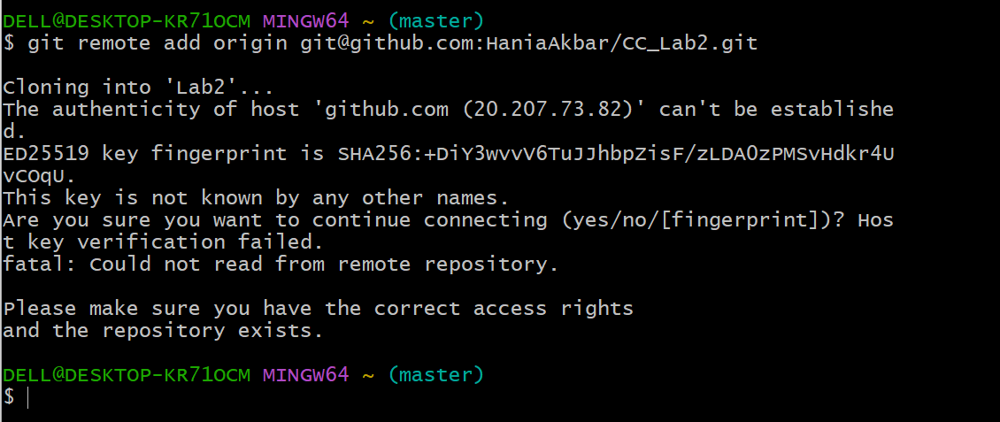 DELL@DESKTOP-KR71OCM MINGW64 ~ (master)
$ git remote add origin git@github.com:HaniaAkbar/CC_Lab2.git
Cloning into 'Lab2'...
The authenticity of host 'github.com (20.207.73.82)' can't be establishe
d.
ED25519 key fingerprint is SHA256:+DiY3wvvV6TuJJhbpZisF/zLDA0zPMSvHdkr4U
vCOqU.
This key is not known by any other names.
Are you sure you want to continue connecting (yes/no/[fingerprint])? Hos
t key verification failed.
fatal: Could not read from remote repository.
Please make sure you have the correct access rights
and the repository exists.
DELL@DESKTOP-KR71OCM MINGW64 ~ (master)
$